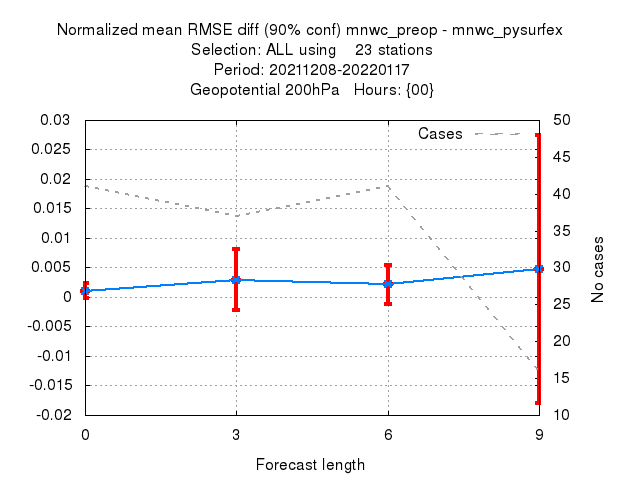 Normalized mean RMSE diff (90% conf) mnwc_preop - mnwc_pysurfex
Selection: ALL using    23 stations
Period: 20211208-20220117
Geopotential 200hPa   Hours: {00}
Cases
0.03
0.025
0.02
0.015
0.01
0.005
0
-0.005
-0.01
-0.015
-0.02
50
45
40
35
30
25
20
15
10
No cases
0 3 6 9
Forecast length